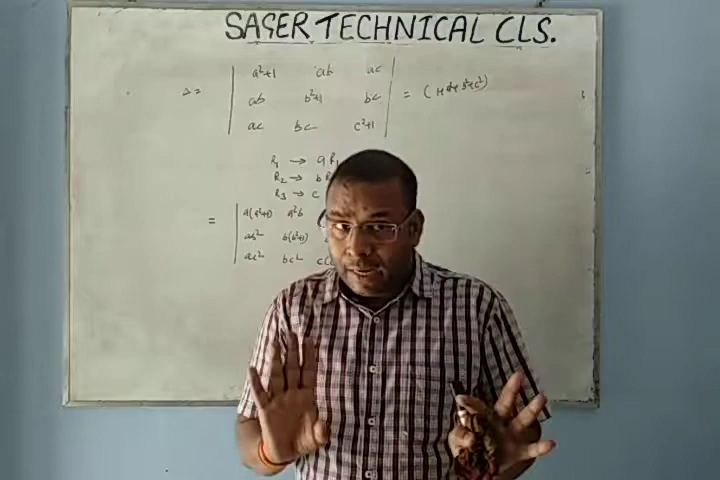 SAGER TECHNICAL CLS.
a²+1 ab ac
Δ = ab b²+1 bc = (1+a²+b²+c²)
ac bc c²+1
R₁ → aR₁
R₂ → b R
R₃ → c
a(a²+1) a²b
= ab² b(b²+1)
ac² bc²